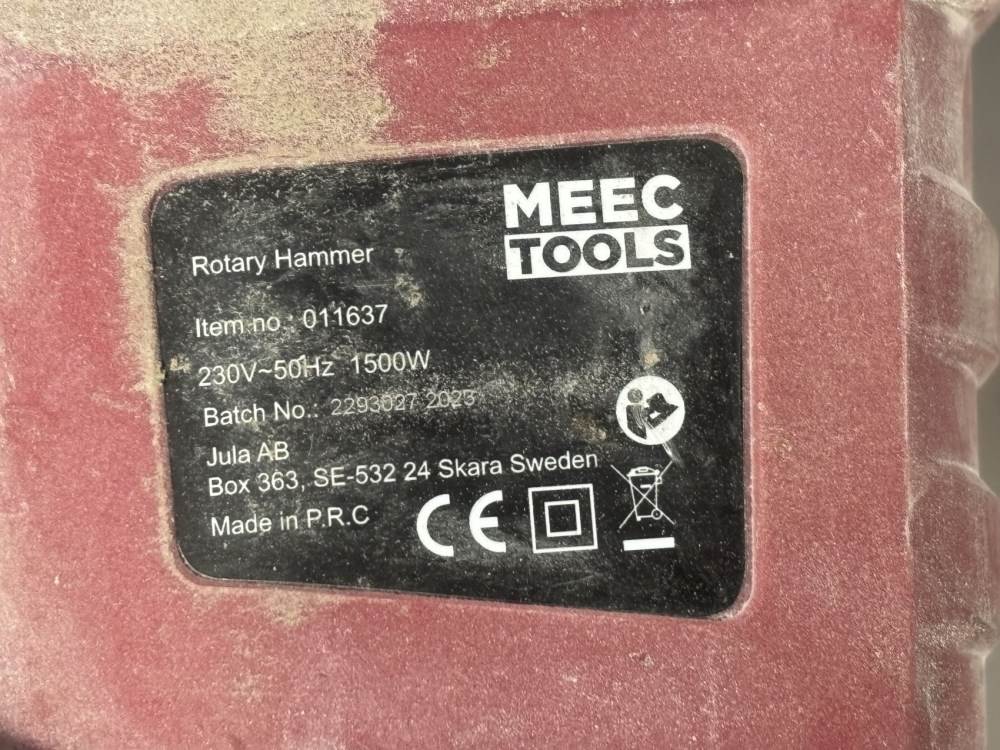 MEEC
TOOLS
Rotary Hammer
Item no.: 011637
230V~50Hz 1500W
Batch No.: 2293027 2023
Jula AB
Box 363, SE-532 24 Skara Sweden
Made in P.R.C
CE